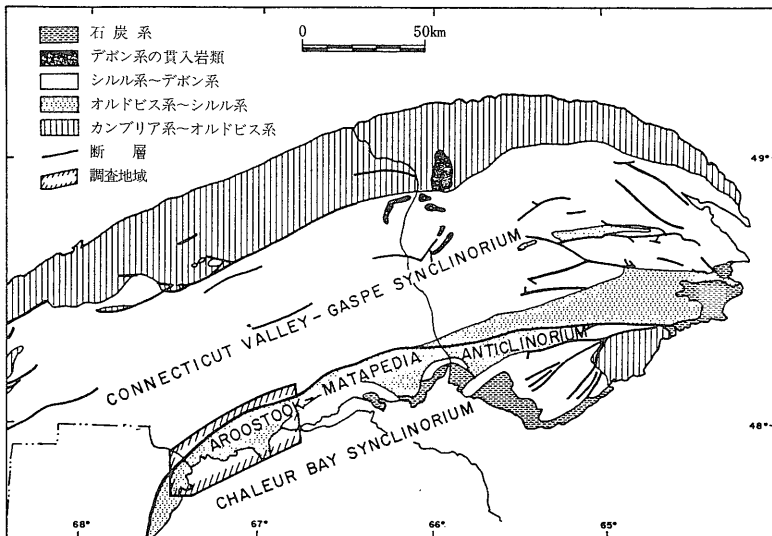 石炭系
デボン系の貫入岩類
シルル系～デボン系
オルドビス系～シルル系
カンブリア系～オルドビス系
断層
調査地域
0 50km
49°
CONNECTICUT VALLEY-GASPE SYNCLINORIUM
AROOSTOOK-MATAPEDIA ANTICLINORIUM
CHALEUR BAY SYNCLINORIUM
48°
68° 67° 66° 65°